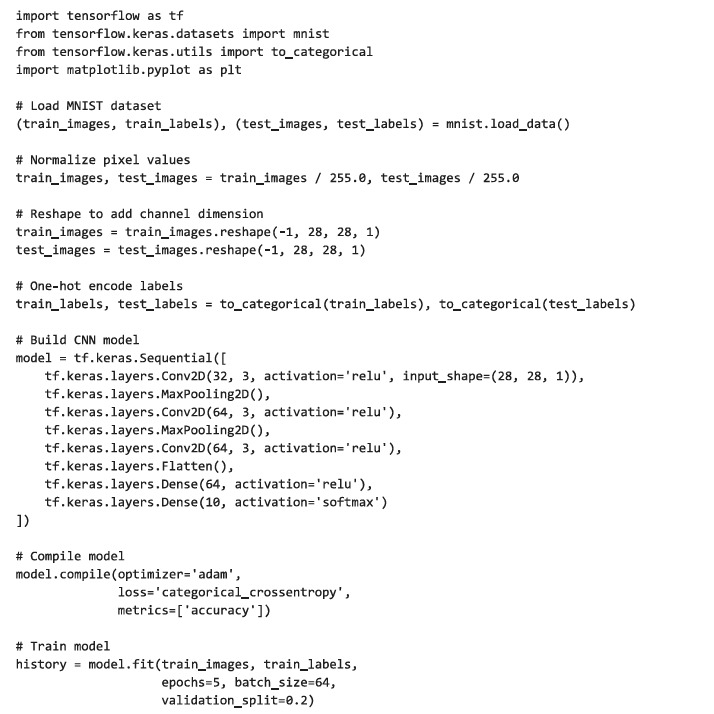 import tensorflow as tf
from tensorflow.keras.datasets import mnist
from tensorflow.keras.utils import to_categorical
import matplotlib.pyplot as plt

# Load MNIST dataset
(train_images, train_labels), (test_images, test_labels) = mnist.load_data()

# Normalize pixel values
train_images, test_images = train_images / 255.0, test_images / 255.0

# Reshape to add channel dimension
train_images = train_images.reshape(-1, 28, 28, 1)
test_images = test_images.reshape(-1, 28, 28, 1)

# One-hot encode labels
train_labels, test_labels = to_categorical(train_labels), to_categorical(test_labels)

# Build CNN model
model = tf.keras.Sequential([
    tf.keras.layers.Conv2D(32, 3, activation='relu', input_shape=(28, 28, 1)),
    tf.keras.layers.MaxPooling2D(),
    tf.keras.layers.Conv2D(64, 3, activation='relu'),
    tf.keras.layers.MaxPooling2D(),
    tf.keras.layers.Conv2D(64, 3, activation='relu'),
    tf.keras.layers.Flatten(),
    tf.keras.layers.Dense(64, activation='relu'),
    tf.keras.layers.Dense(10, activation='softmax')
])

# Compile model
model.compile(optimizer='adam',
              loss='categorical_crossentropy',
              metrics=['accuracy'])

# Train model
history = model.fit(train_images, train_labels,
                    epochs=5, batch_size=64,
                    validation_split=0.2)